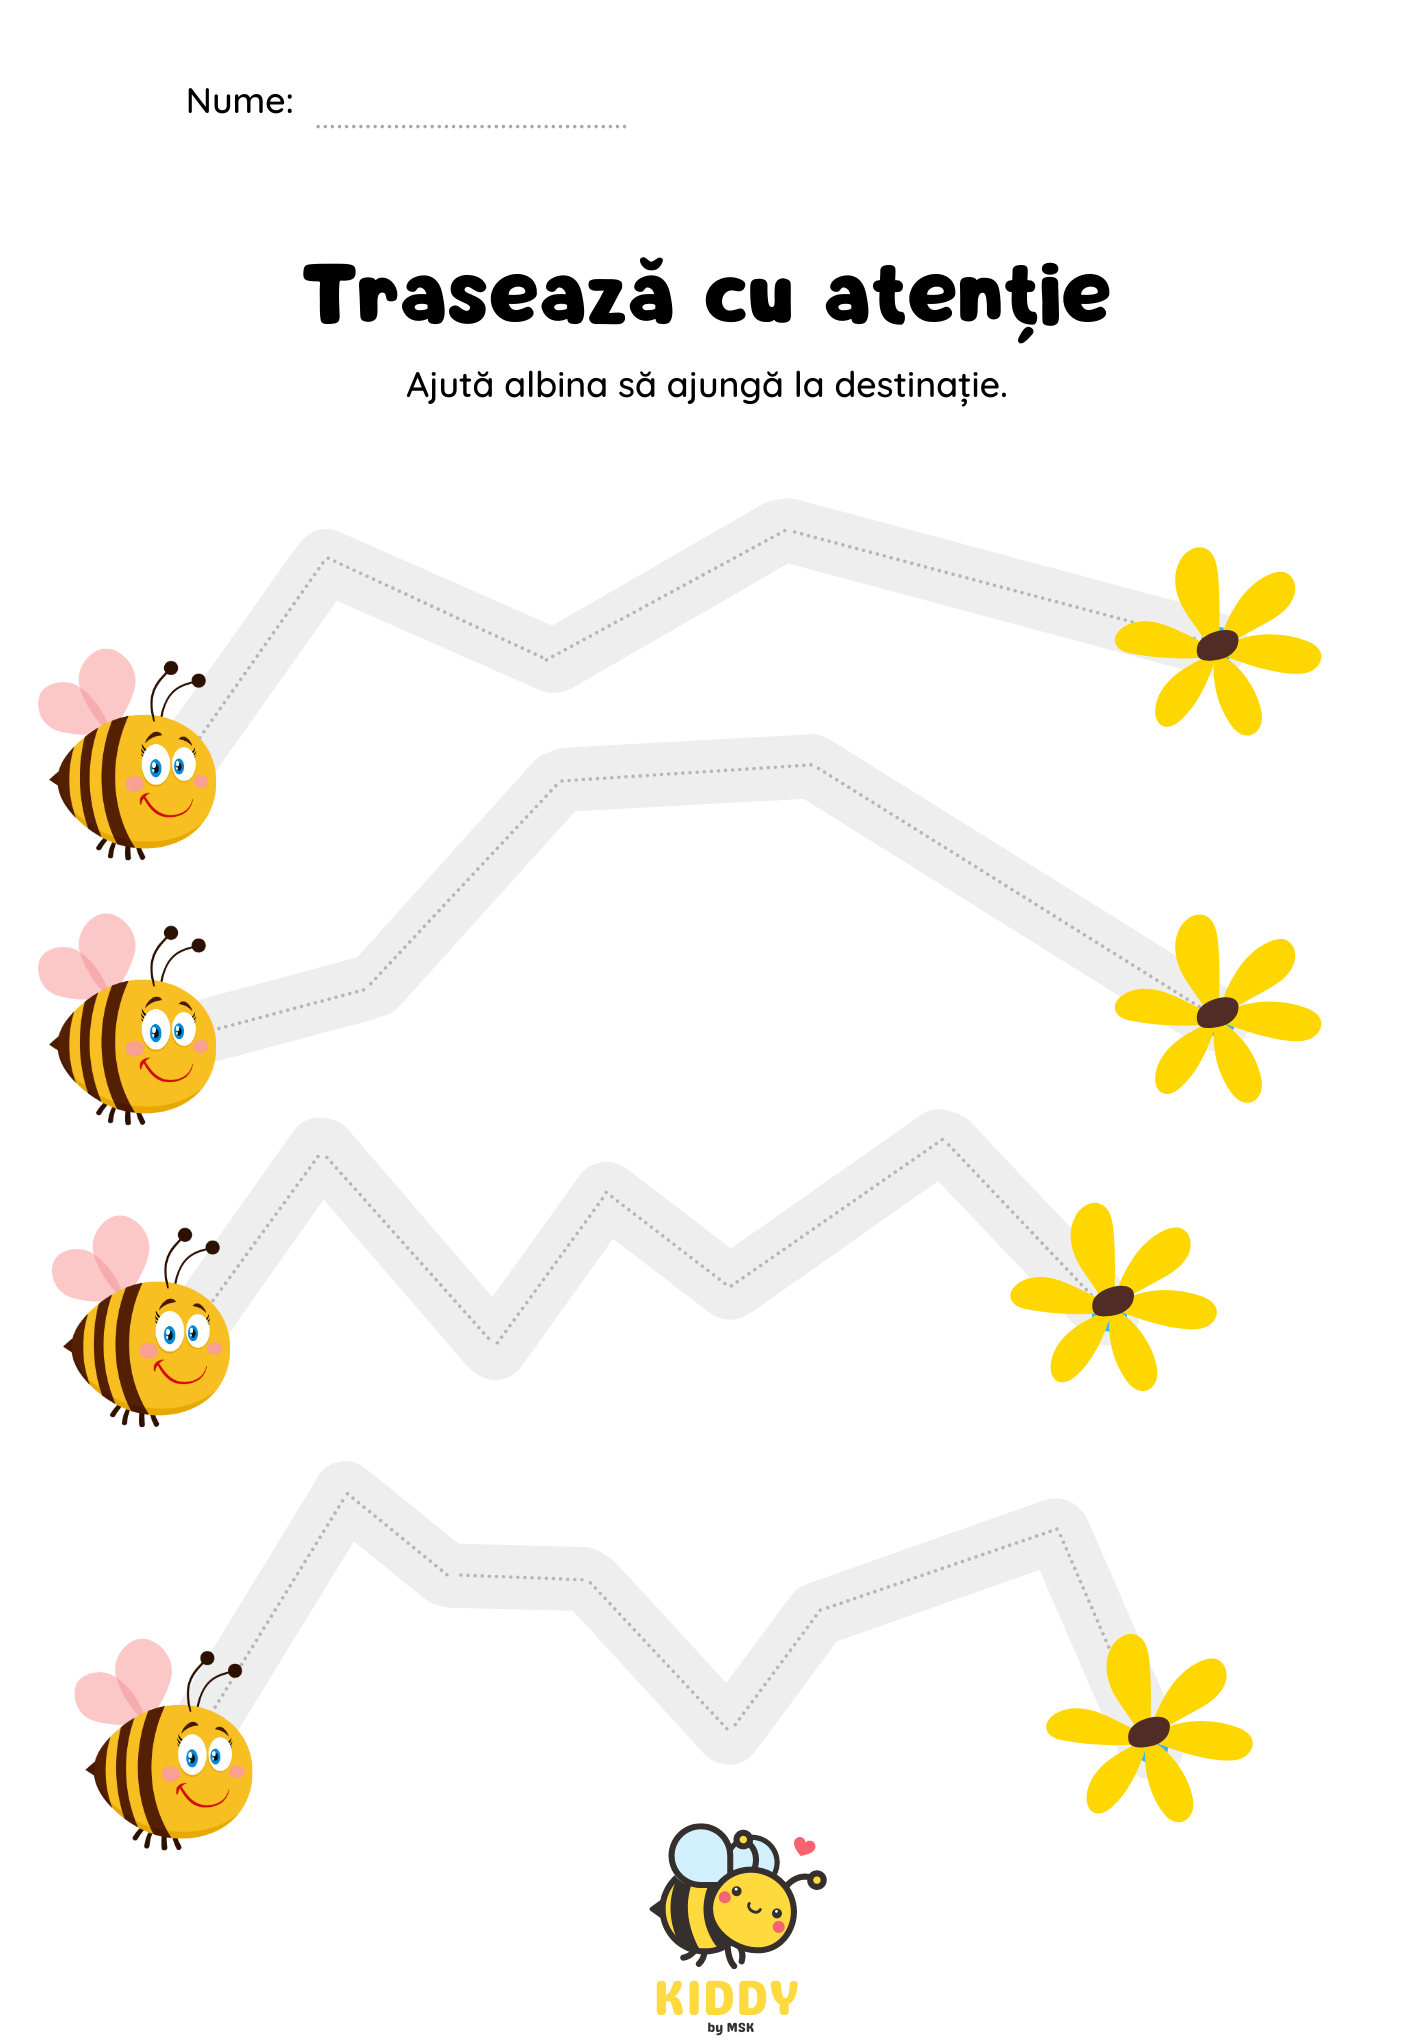 Nume:
Trasează cu atenție
Ajută albina să ajungă la destinație.
KIDDY
by MSK